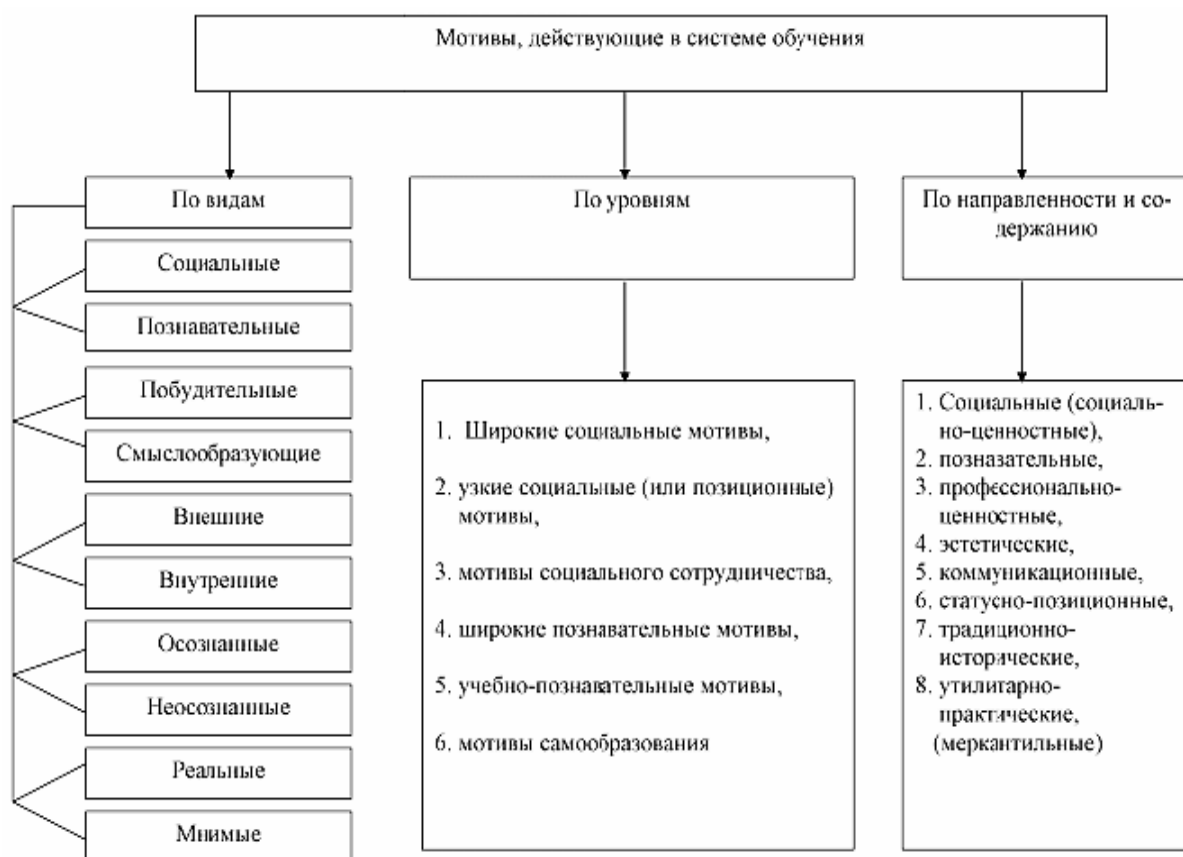 Мотивы, действующие в системе обучения
По видам
Социальные
Познавательные
Побудительные
Смыслообразующие
Внешние
Внутренние
Осознанные
Неосознанные
Реальные
Мнимые
По уровням
1. Широкие социальные мотивы,
2. узкие социальные (или позиционные)
мотивы,
3. мотивы социального сотрудничества,
4. широкие познавательные мотивы,
5. учебно-познавательные мотивы,
6. мотивы самообразования
По направленности и со-
держанию
1. Социальные (социаль-
но-ценностные),
2. позназательные,
3. профессионально-
ценностные,
4. эстетические,
5. коммуникационные,
6. статусно-позиционные,
7. традиционно-
исторические,
8. утилитарно-
практические,
(меркантильные)